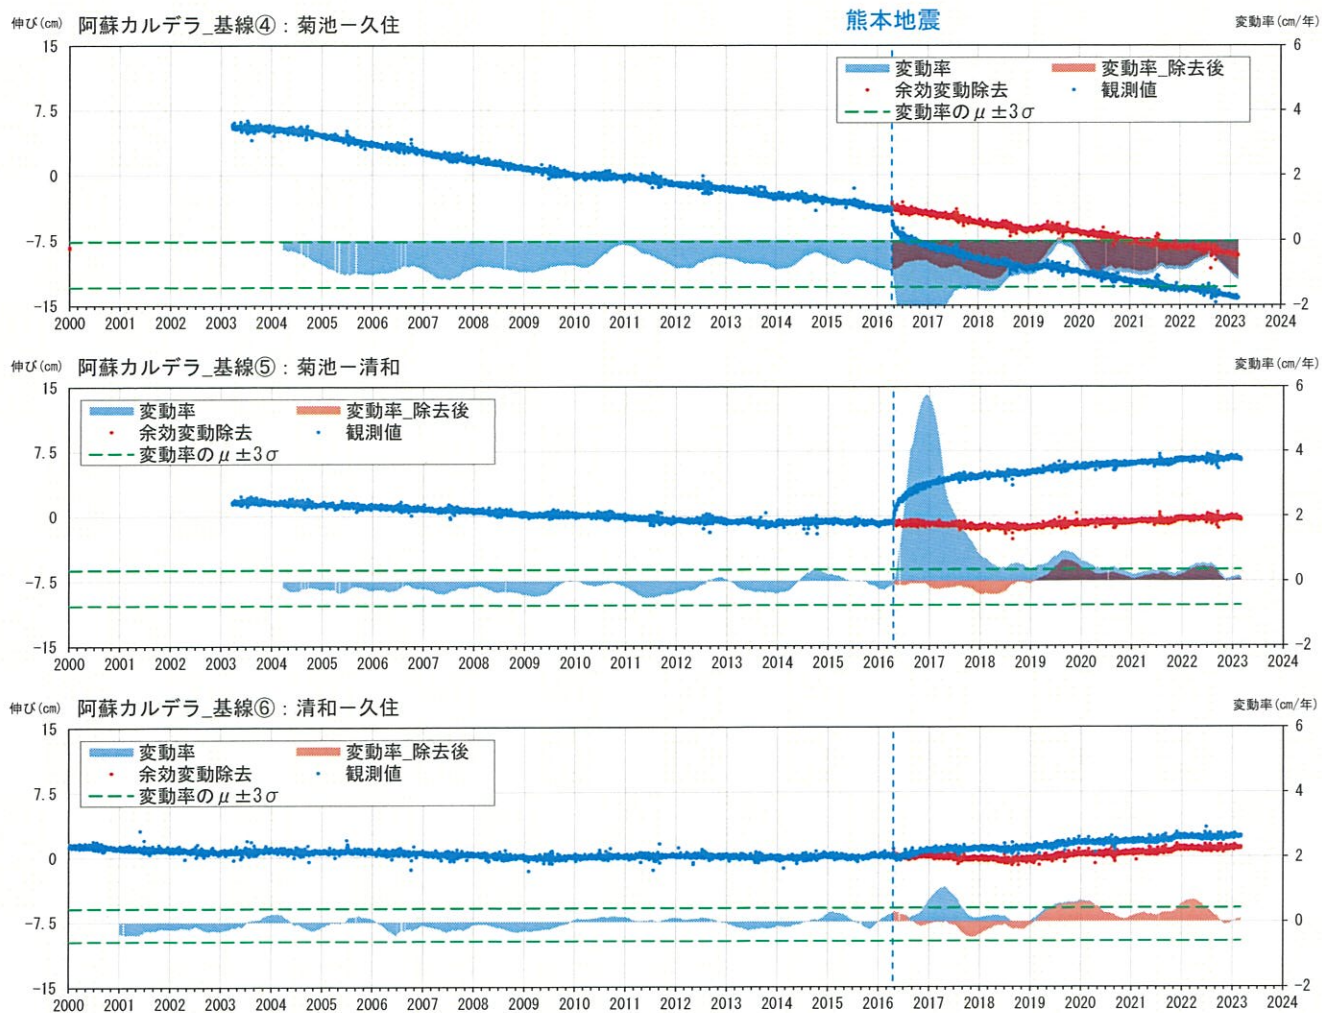 伸び(cm) 阿蘇カルデラ_基線④：菊池－久住 熊本地震 変動率(cm/年)
変動率 変動率_除去後
余効変動除去 観測値
変動率のμ±3σ
15 7.5 0 -7.5 -15
6 4 2 0 -2
2000 2001 2002 2003 2004 2005 2006 2007 2008 2009 2010 2011 2012 2013 2014 2015 2016 2017 2018 2019 2020 2021 2022 2023 2024
伸び(cm) 阿蘇カルデラ_基線⑤：菊池－清和 変動率(cm/年)
変動率 変動率_除去後
余効変動除去 観測値
変動率のμ±3σ
15 7.5 0 -7.5 -15
6 4 2 0 -2
2000 2001 2002 2003 2004 2005 2006 2007 2008 2009 2010 2011 2012 2013 2014 2015 2016 2017 2018 2019 2020 2021 2022 2023 2024
伸び(cm) 阿蘇カルデラ_基線⑥：清和－久住 変動率(cm/年)
変動率 変動率_除去後
余効変動除去 観測値
変動率のμ±3σ
15 7.5 0 -7.5 -15
6 4 2 0 -2
2000 2001 2002 2003 2004 2005 2006 2007 2008 2009 2010 2011 2012 2013 2014 2015 2016 2017 2018 2019 2020 2021 2022 2023 2024